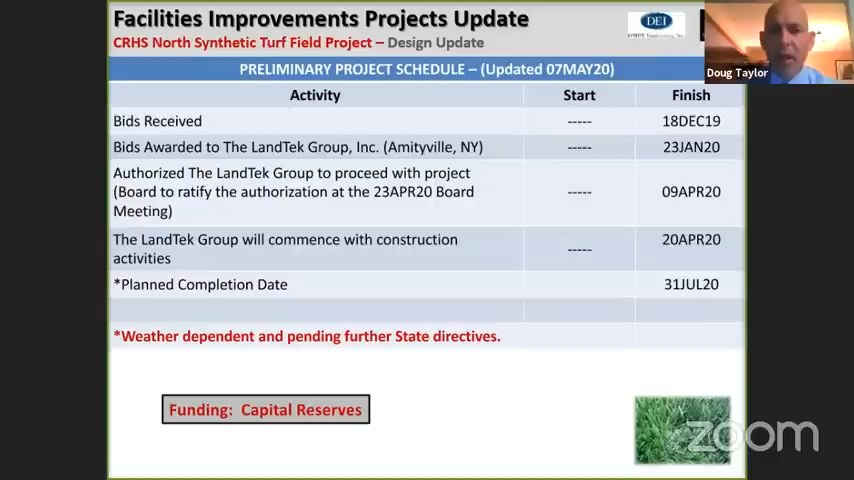 Facilities Improvements Projects Update
CRHS North Synthetic Turf Field Project – Design Update
DEI
Doug Taylor
PRELIMINARY PROJECT SCHEDULE – (Updated 07MAY20)
Activity Start Finish
Bids Received ----- 18DEC19
Bids Awarded to The LandTek Group, Inc. (Amityville, NY) ----- 23JAN20
Authorized The LandTek Group to proceed with project
(Board to ratify the authorization at the 23APR20 Board ----- 09APR20
Meeting)
The LandTek Group will commence with construction ----- 20APR20
activities
*Planned Completion Date 31JUL20
*Weather dependent and pending further State directives.
Funding: Capital Reserves
zoom